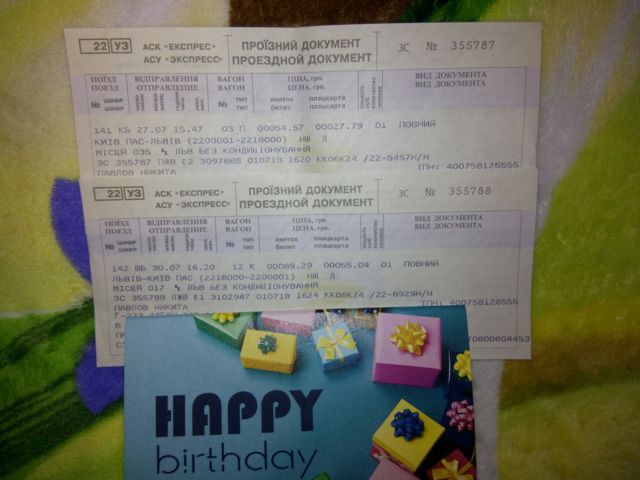 22 УЗ АСК «ЕКСПРЕС» ПРОЇЗНИЙ ДОКУМЕНТ ЗС № 355787
АСУ "ЭКСПРЕСС" ПРОЕЗДНОЙ ДОКУМЕНТ
ПОЇЗД ВІДПРАВЛЕННЯ ВАГОН ЦІНА, грн. ВИД ДОКУМЕНТА
ПОЕЗД ОТПРАВЛЕНИЕ ВАГОН ЦЕНА, грн. ВИД ДОКУМЕНТА
№ шифр № тип квиток плацкарта
шифр тип билет плацкарта
141 КБ 27.07 15.47 03 П 00054.57 00027.79 01 ПОВНИЙ
КИЇВ ПАС-ЛЬВІВ (2200001-2218000) НШ Д
МІСЦЯ 035 ЛЬВ БЕЗ КОНДИЦІОНУВАННЯ
ЗС 355787 ПФВ Е2 3097888 010718 1620 КК06К24 /22-5457Н/Н
ПАВЛОВ НИКИТА ІПН: 400758126555
22 УЗ АСК «ЕКСПРЕС» ПРОЇЗНИЙ ДОКУМЕНТ ЗС № 355788
АСУ "ЭКСПРЕСС" ПРОЕЗДНОЙ ДОКУМЕНТ
ПОЇЗД ВІДПРАВЛЕННЯ ВАГОН ЦІНА, грн. ВИД ДОКУМЕНТА
ПОЕЗД ОТПРАВЛЕНИЕ ВАГОН ЦЕНА, грн. ВИД ДОКУМЕНТА
№ шифр № тип квиток плацкарта
шифр тип билет плацкарта
142 ШБ 30.07 16.20 12 К 00089.29 00055.04 01 ПОВНИЙ
ЛЬВІВ-КИЇВ ПАС (2218000-2200001) НШ Д
МІСЦЯ 017 ЛЬВ БЕЗ КОНДИЦІОНУВАННЯ
ЗС 355788 ЛЖВ Е1 3102947 010718 1624 КК06К24 /22-8929Н/Н
ПАВЛОВ НИКИТА ІПН: 400758126555
HAPPY
birthday